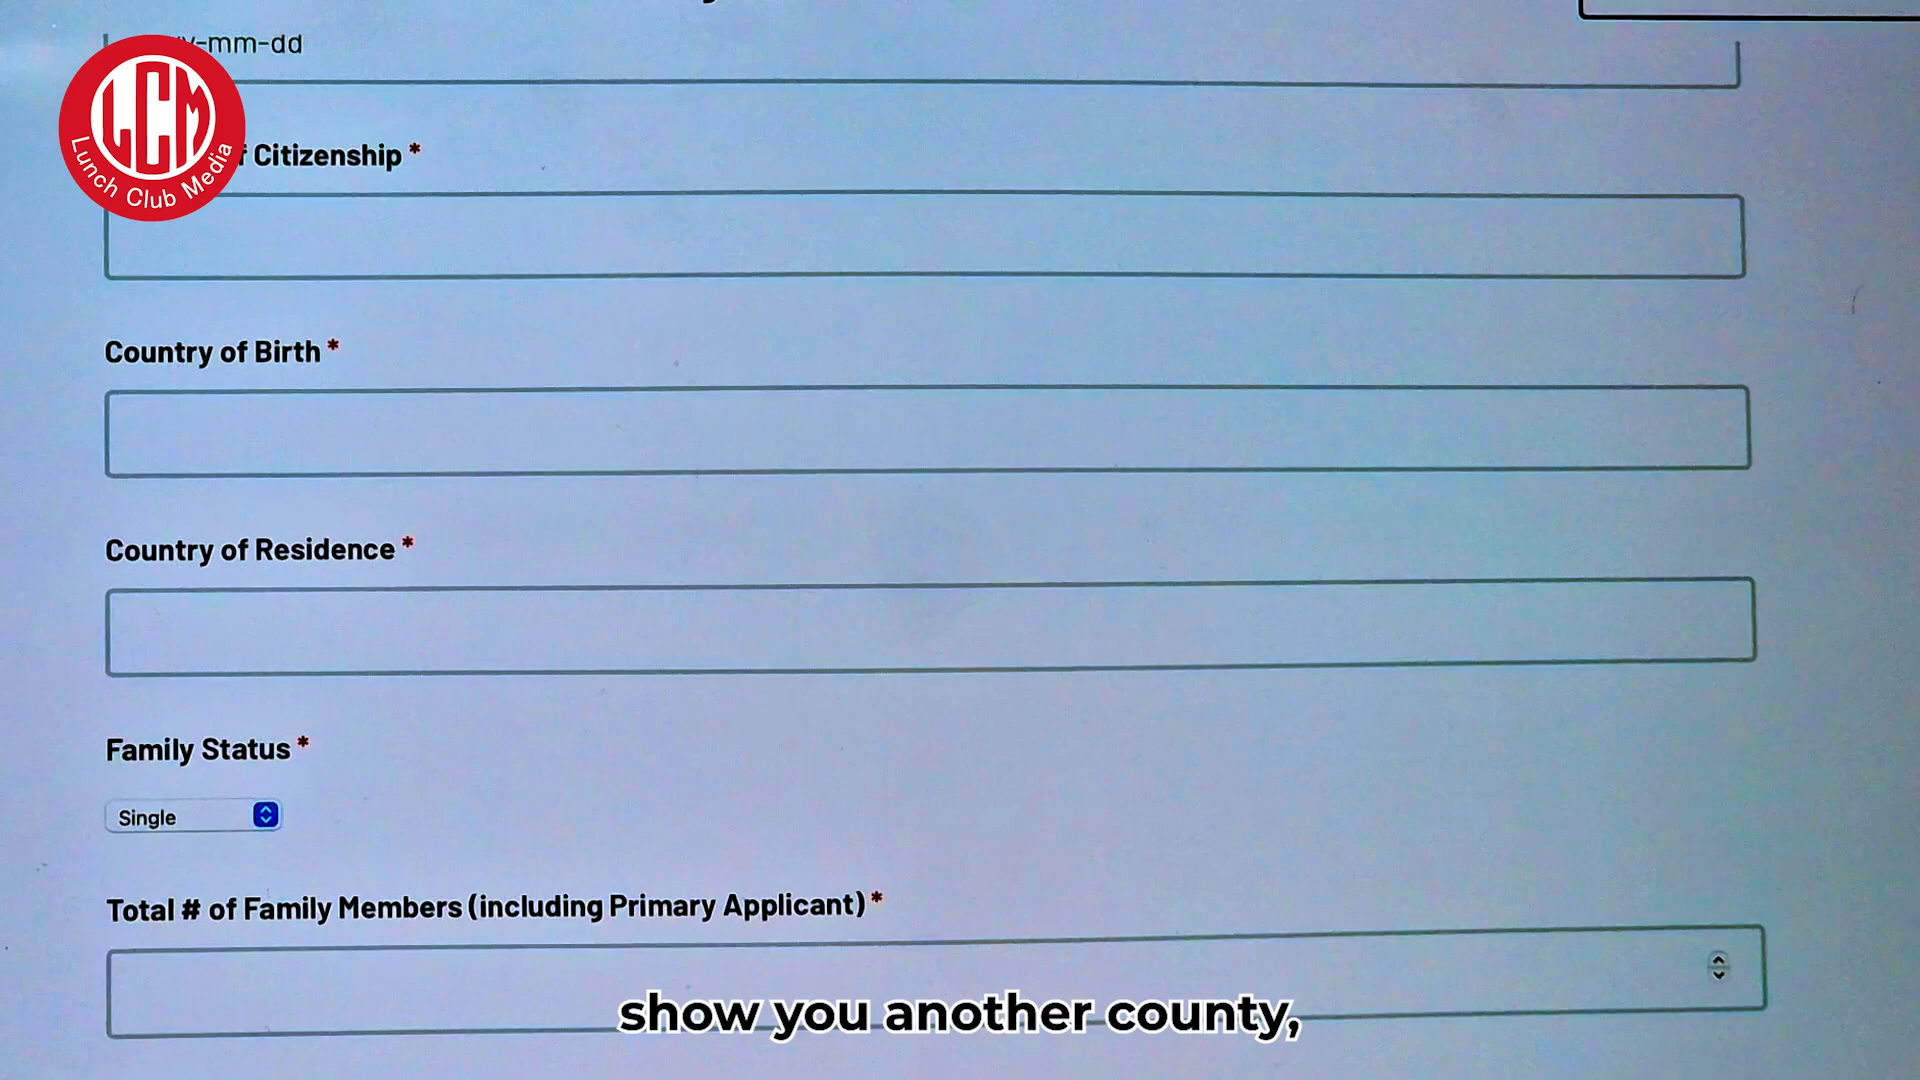 -mm-dd
LCM
Lunch Club Media
f Citizenship *
Country of Birth *
Country of Residence *
Family Status *
Single
Total # of Family Members (including Primary Applicant) *
show you another county,